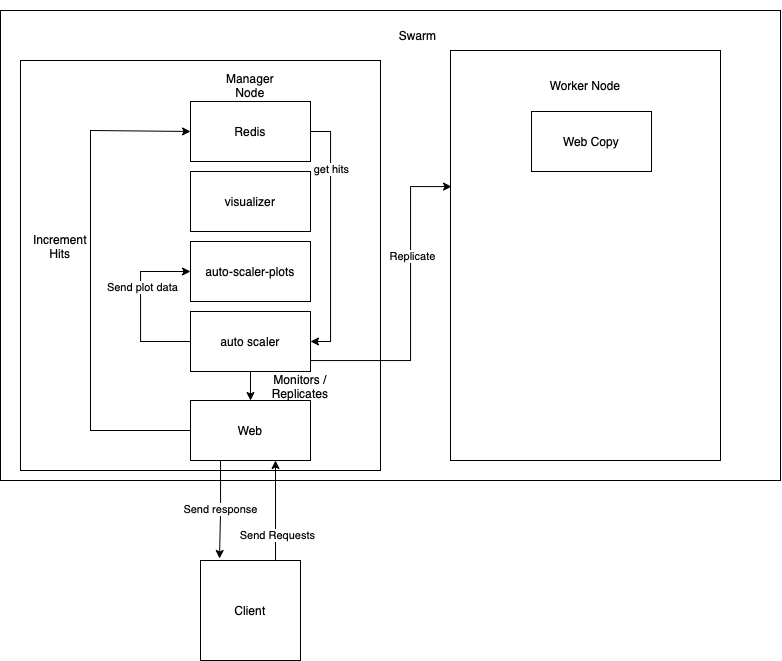 Swarm
Manager
Node
Worker Node
Redis
Web Copy
get hits
visualizer
Increment
Hits
Replicate
auto-scaler-plots
Send plot data
auto scaler
Monitors /
Replicates
Web
Send response
Send Requests
Client